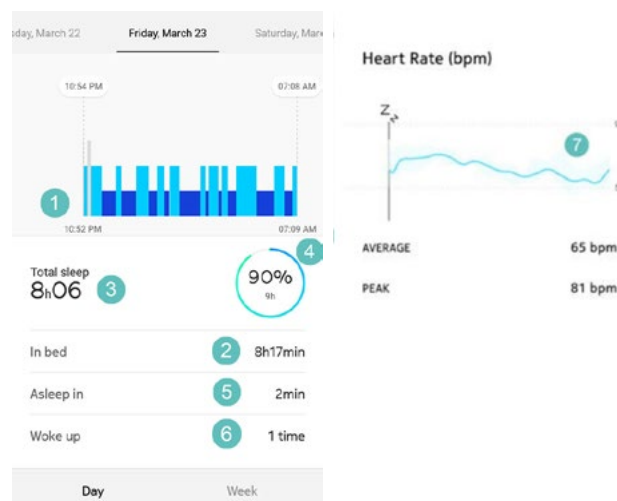 day, March 22
Friday, March 23
Saturday, Mar
10:54 PM
07:08 AM
1
10:52 PM
07:09 AM
Total sleep
8h06
3
4
90%
9h
In bed
2
8h17min
Asleep in
5
2min
Woke up
6
1 time
Day
Week
Heart Rate (bpm)
Zz
7
AVERAGE
65 bpm
PEAK
81 bpm